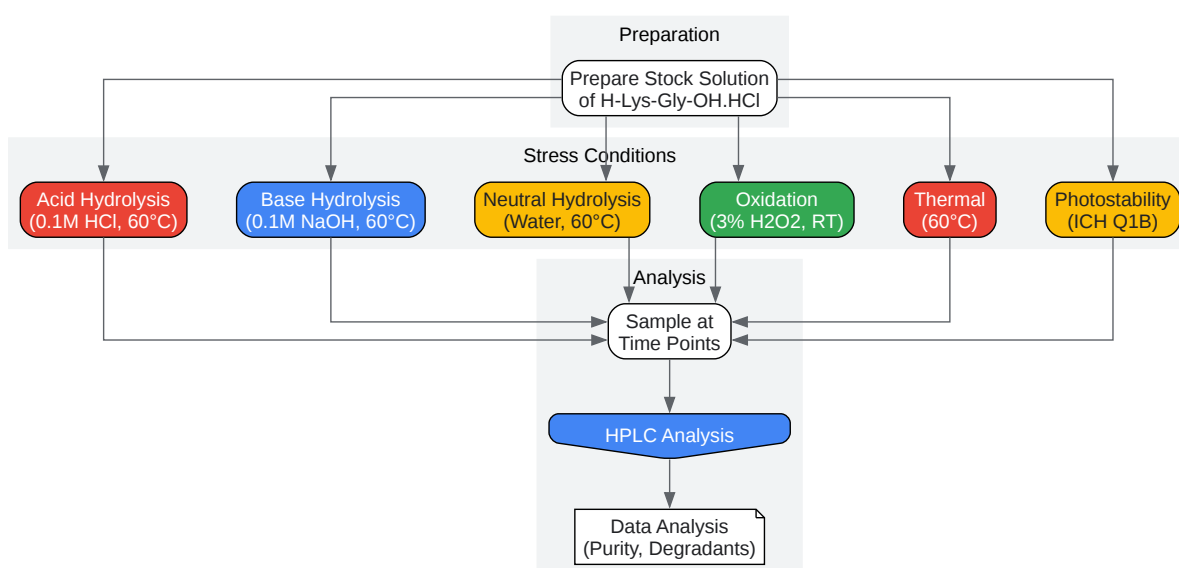 Preparation
Prepare Stock Solution
of H-Lys-Gly-OH.HCl
Stress Conditions
Acid Hydrolysis
(0.1M HCl, 60°C)
Base Hydrolysis
(0.1M NaOH, 60°C)
Neutral Hydrolysis
(Water, 60°C)
Oxidation
(3% H2O2, RT)
Thermal
(60°C)
Photostability
(ICH Q1B)
Analysis
Sample at
Time Points
HPLC Analysis
Data Analysis
(Purity, Degradants)